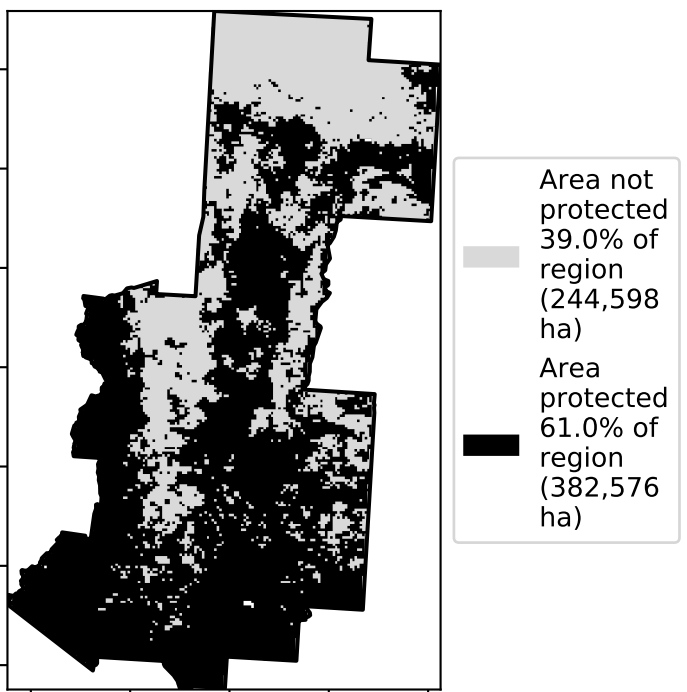 Area not
protected
39.0% of
region
(244,598
ha)
Area
protected
61.0% of
region
(382,576
ha)